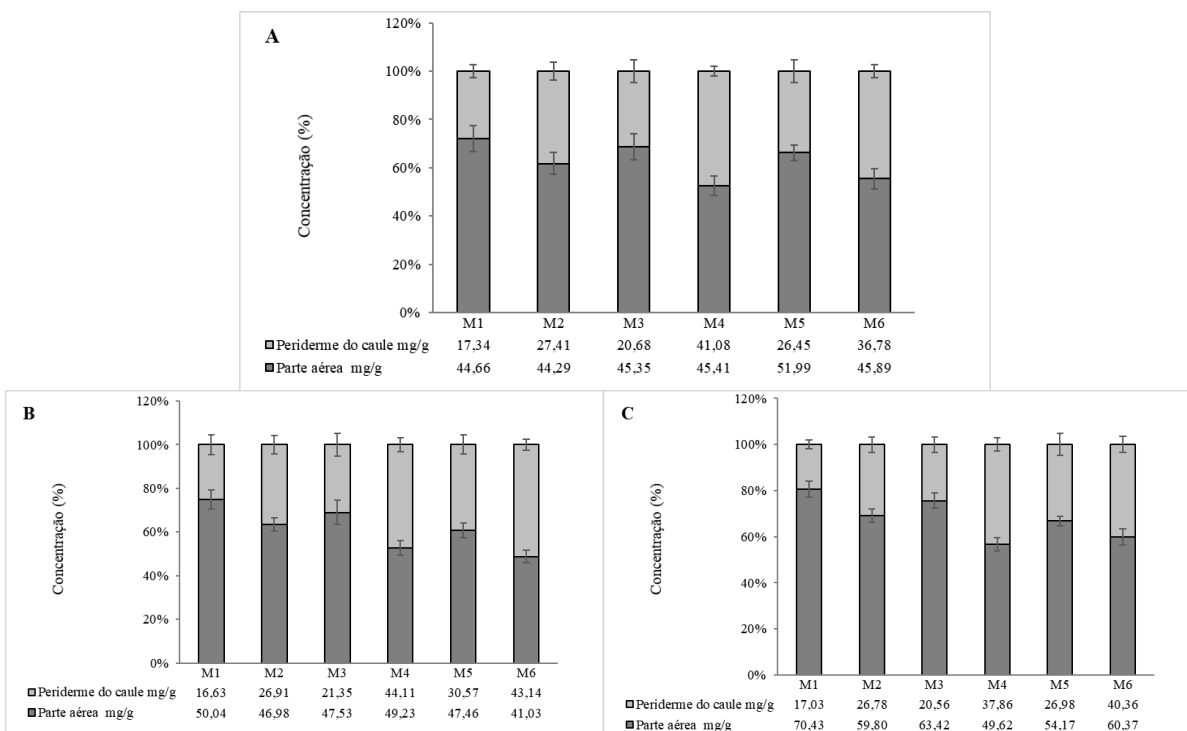 A
120%
100%
80%
60%
40%
20%
0%
Concentração (%)
M1 M2 M3 M4 M5 M6
Periderme do caule mg/g 17,34 27,41 20,68 41,08 26,45 36,78
Parte aérea mg/g 44,66 44,29 45,35 45,41 51,99 45,89
B
120%
100%
80%
60%
40%
20%
0%
Concentração (%)
M1 M2 M3 M4 M5 M6
Periderme do caule mg/g 16,63 26,91 21,35 44,11 30,57 43,14
Parte aérea mg/g 50,04 46,98 47,53 49,23 47,46 41,03
C
120%
100%
80%
60%
40%
20%
0%
Concentração (%)
M1 M2 M3 M4 M5 M6
Periderme do caule mg/g 17,03 26,78 20,56 37,86 26,98 40,36
Parte aérea mg/g 70,43 59,80 63,42 49,62 54,17 60,37